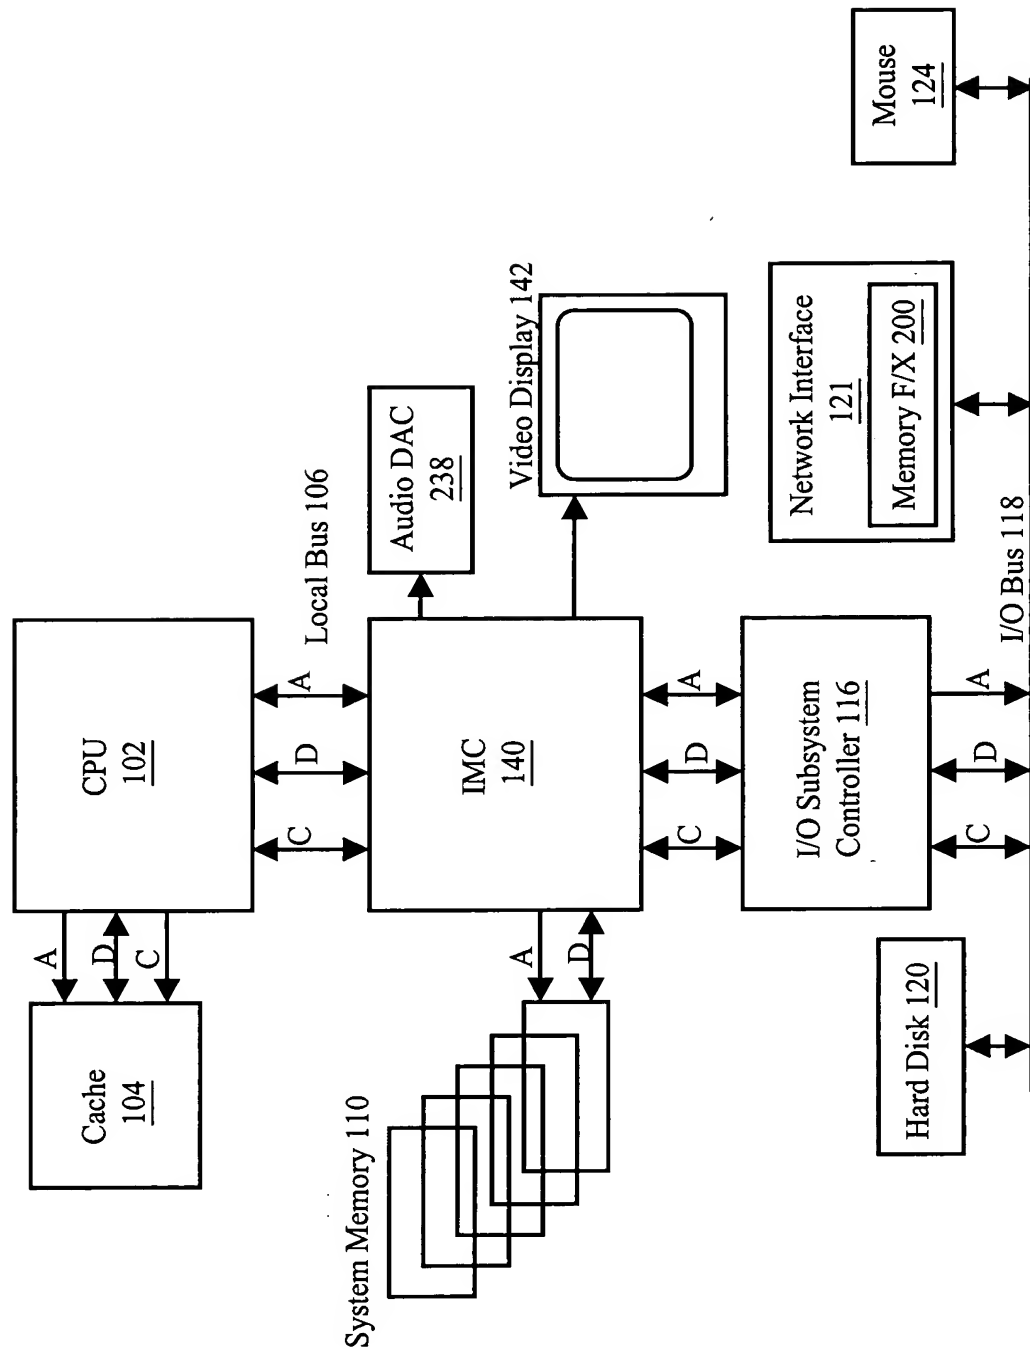 Cache
104
A
D
C
CPU
102
System Memory 110
A
D
C
D
A
Local Bus 106
IMC
140
Audio DAC
238
Video Display 142
C
D
A
I/O Subsystem
Controller 116
Hard Disk 120
C
D
A
I/O Bus 118
Network Interface
121
Memory F/X 200
Mouse
124